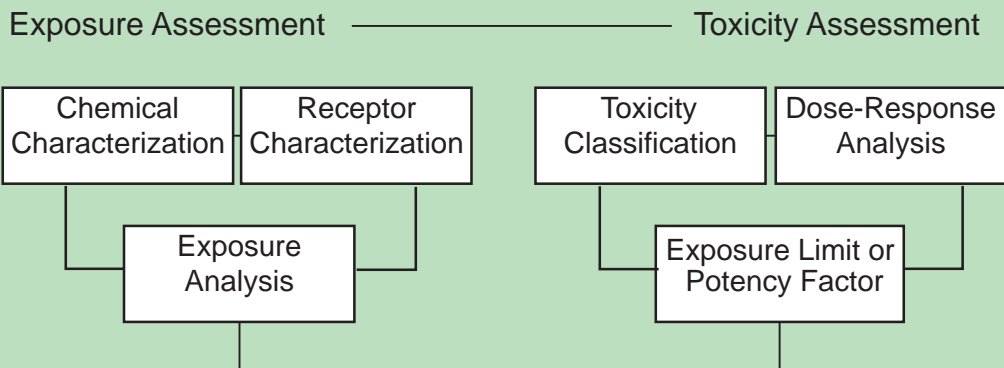 Exposure Assessment
Toxicity Assessment
Chemical
Characterization
Receptor
Characterization
Toxicity
Classification
Dose-Response
Analysis
Exposure
Analysis
Exposure Limit or
Potency Factor